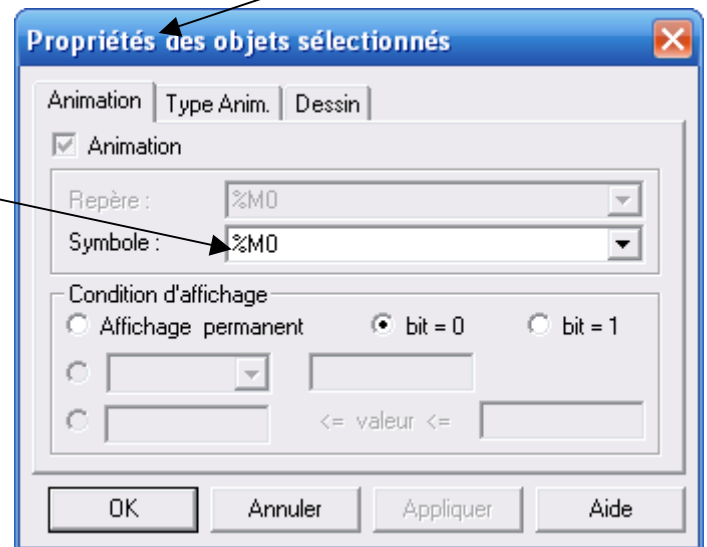 Propriétés des objets sélectionnés
Animation Type Anim. Dessin
Animation
Repère : %M0
Symbole : %M0
Condition d'affichage
Affichage permanent bit = 0 bit = 1
<= valeur <=
OK Annuler Appliquer Aide